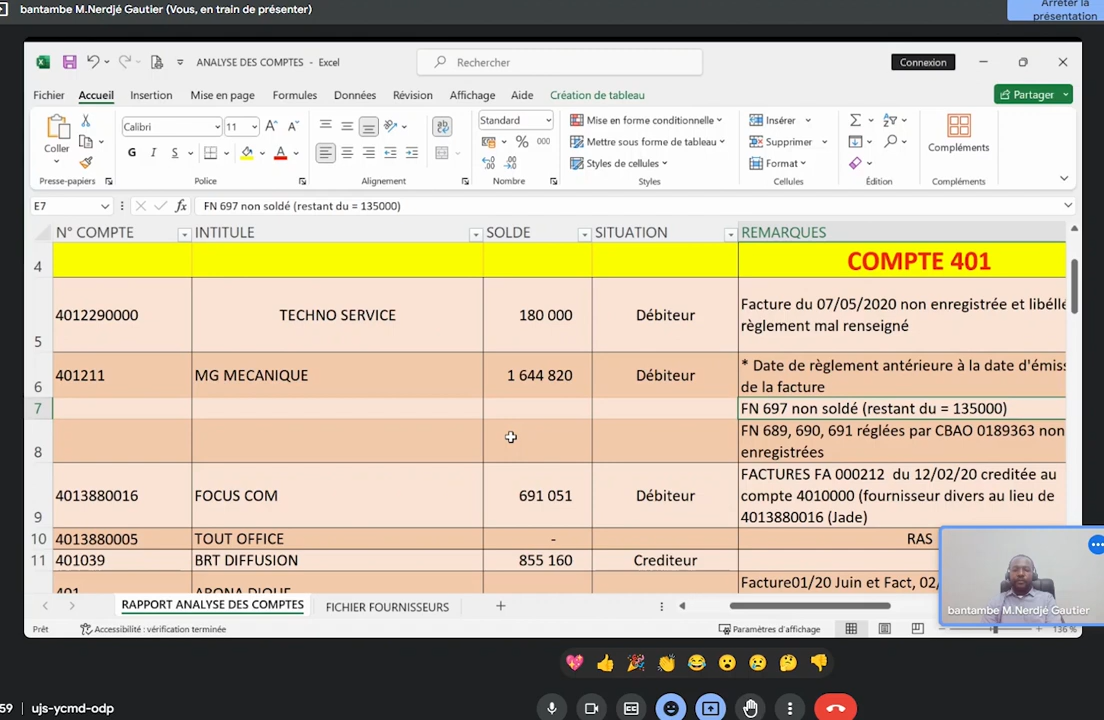 bantambe M.Nerdjé Gautier (Vous, en train de présenter)
Arrêter la
présentation
ANALYSE DES COMPTES - Excel
Rechercher
Connexion
Fichier Accueil Insertion Mise en page Formules Données Révision Affichage Aide Création de tableau
Partager
Coller
Calibri 11
Standard
Mise en forme conditionnelle
Mettre sous forme de tableau
Styles de cellules
Insérer
Supprimer
Format
Compléments
Presse-papiers Police Alignement Nombre Styles Cellules Édition Compléments
E7 FN 697 non soldé (restant du = 135000)
N° COMPTE INTITULE SOLDE SITUATION REMARQUES
4 COMPTE 401
5 4012290000 TECHNO SERVICE 180 000 Débiteur Facture du 07/05/2020 non enregistrée et libéllé
règlement mal renseigné
6 401211 MG MECANIQUE 1 644 820 Débiteur * Date de règlement antérieure à la date d'émiss
de la facture
7 FN 697 non soldé (restant du = 135000)
8 FN 689, 690, 691 réglées par CBAO 0189363 non
enregistrées
9 4013880016 FOCUS COM 691 051 Débiteur FACTURES FA 000212 du 12/02/20 creditée au
compte 4010000 (fournisseur divers au lieu de
4013880016 (Jade)
10 4013880005 TOUT OFFICE - RAS
11 401039 BRT DIFFUSION 855 160 Crediteur
Facture01/20 Juin et Fact, 02/
RAPPORT ANALYSE DES COMPTES FICHIER FOURNISSEURS
Prêt Accessibilité : vérification terminée Paramètres d'affichage 136 %
bantambe M.Nerdjé Gautier
59 | ujs-ycmd-odp